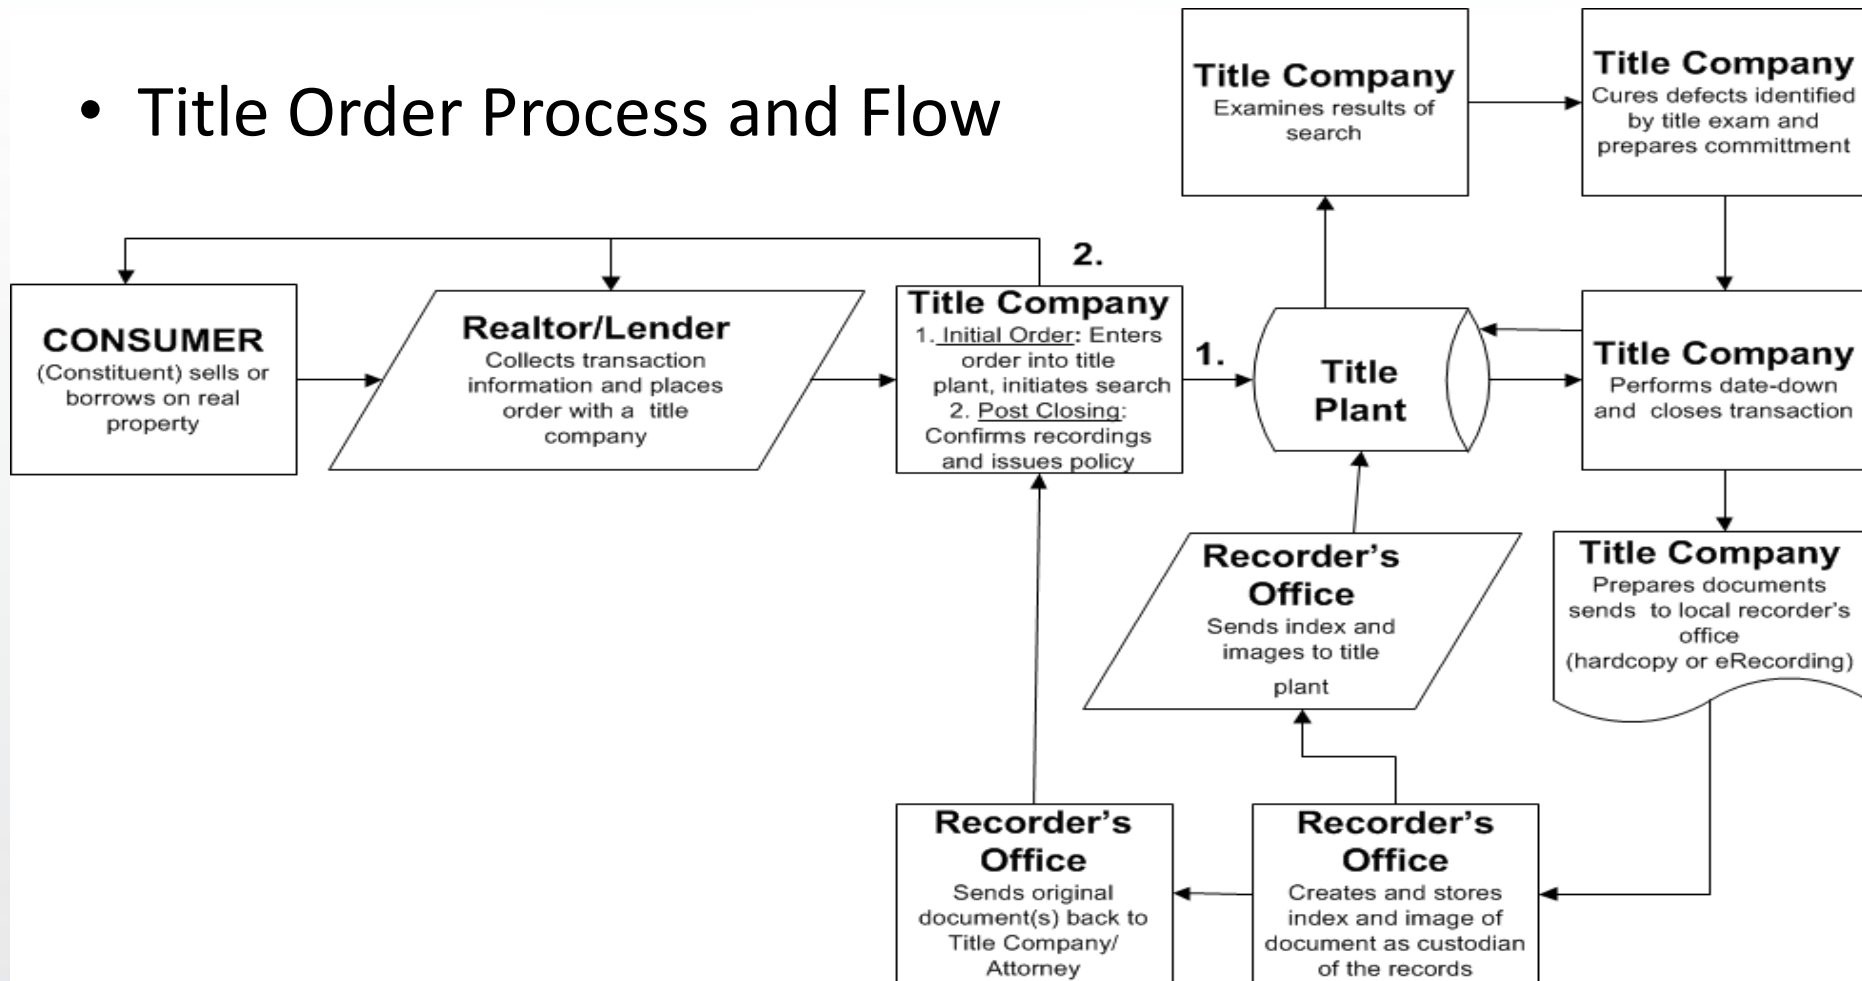 • Title Order Process and Flow
Title Company
Examines results of
search
Title Company
Cures defects identified
by title exam and
prepares committment
CONSUMER
(Constituent) sells or
borrows on real
property
Realtor/Lender
Collects transaction
information and places
order with a title
company
2.
Title Company
1. Initial Order: Enters
order into title
plant, initiates search
2. Post Closing:
Confirms recordings
and issues policy
1.
Title
Plant
Title Company
Performs date-down
and closes transaction
Recorder’s
Office
Sends index and
images to title
plant
Title Company
Prepares documents
sends to local recorder’s
office
(hardcopy or eRecording)
Recorder’s
Office
Sends original
document(s) back to
Title Company/
Attorney
Recorder’s
Office
Creates and stores
index and image of
document as custodian
of the records